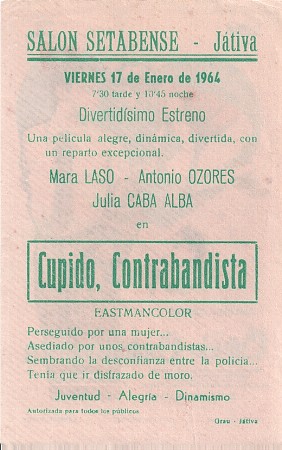 SALON SETABENSE - Játiva
VIERNES 17 de Enero de 1964
7'30 tarde y 10'45 noche
Divertidísimo Estreno
Una película alegre, dinámica, divertida, con
un reparto excepcional.
Mara LASO - Antonio OZORES
Julia CABA ALBA
en
Cupido, Contrabandista
EASTMANCOLOR
Perseguido por una mujer...
Asediado por unos, contrabandistas...
Sembrando la desconfianza entre la policía...
Tenía que ir disfrazado de moro.
Juventud - Alegría - Dinamismo
Autorizada para todos los públicos
Grau - Játiva